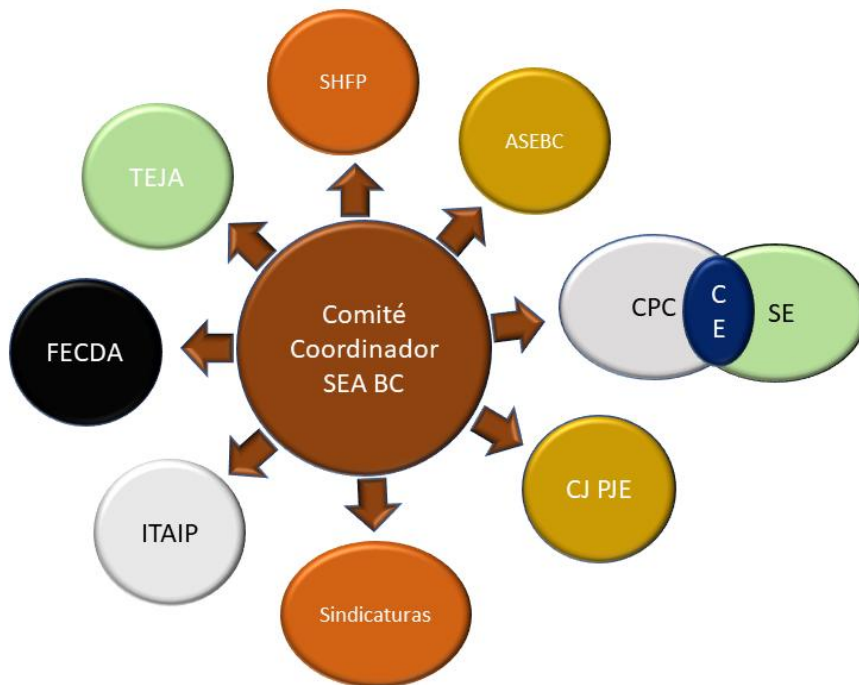 SHFP
ASEBC
TEJA
CPC
C
E
SE
Comité
Coordinador
SEA BC
FECDA
CJ PJE
ITAIP
Sindicaturas